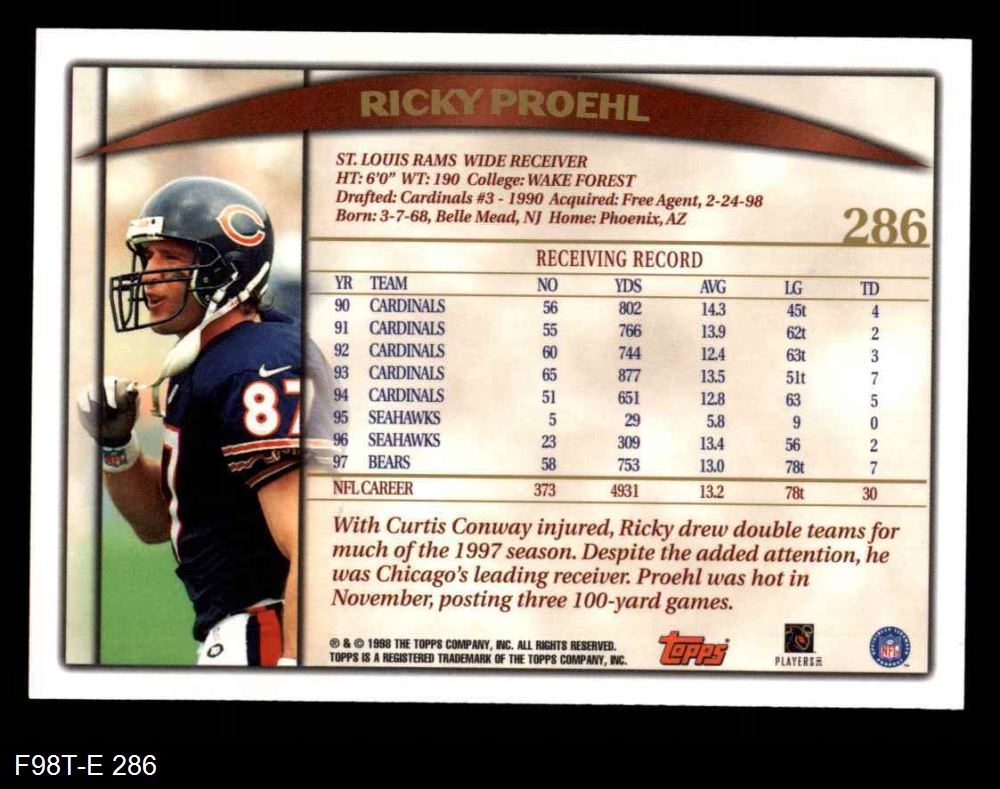 RICKY PROEHL
ST. LOUIS RAMS WIDE RECEIVER
HT: 6'0" WT: 190 College: WAKE FOREST
Drafted: Cardinals #3 - 1990 Acquired: Free Agent, 2-24-98
Born: 3-7-68, Belle Mead, NJ Home: Phoenix, AZ
286
RECEIVING RECORD
YR TEAM NO YDS AVG LG TD
90 CARDINALS 56 802 14.3 45t 4
91 CARDINALS 55 766 13.9 62t 2
92 CARDINALS 60 744 12.4 63t 3
93 CARDINALS 65 877 13.5 51t 7
94 CARDINALS 51 651 12.8 63 5
95 SEAHAWKS 5 29 5.8 9 0
96 SEAHAWKS 23 309 13.4 56 2
97 BEARS 58 753 13.0 78t 7
NFL CAREER 373 4931 13.2 78t 30
With Curtis Conway injured, Ricky drew double teams for
much of the 1997 season. Despite the added attention, he
was Chicago's leading receiver. Proehl was hot in
November, posting three 100-yard games.
® & © 1998 THE TOPPS COMPANY, INC. ALL RIGHTS RESERVED.
TOPPS IS A REGISTERED TRADEMARK OF THE TOPPS COMPANY, INC.
topps
PLAYERS
NFL
87
7
F98T-E 286